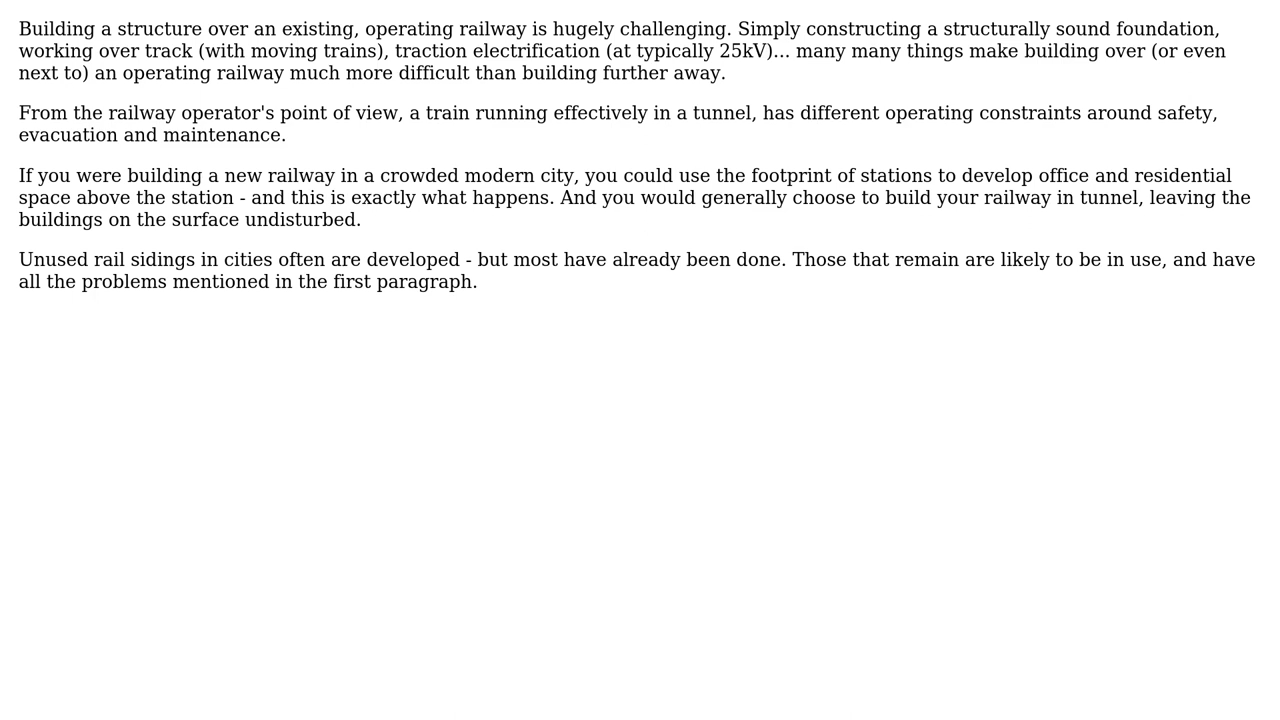 Building a structure over an existing, operating railway is hugely challenging. Simply constructing a structurally sound foundation,
working over track (with moving trains), traction electrification (at typically 25kV)... many many things make building over (or even
next to) an operating railway much more difficult than building further away.
From the railway operator's point of view, a train running effectively in a tunnel, has different operating constraints around safety,
evacuation and maintenance.
If you were building a new railway in a crowded modern city, you could use the footprint of stations to develop office and residential
space above the station - and this is exactly what happens. And you would generally choose to build your railway in tunnel, leaving the
buildings on the surface undisturbed.
Unused rail sidings in cities often are developed - but most have already been done. Those that remain are likely to be in use, and have
all the problems mentioned in the first paragraph.